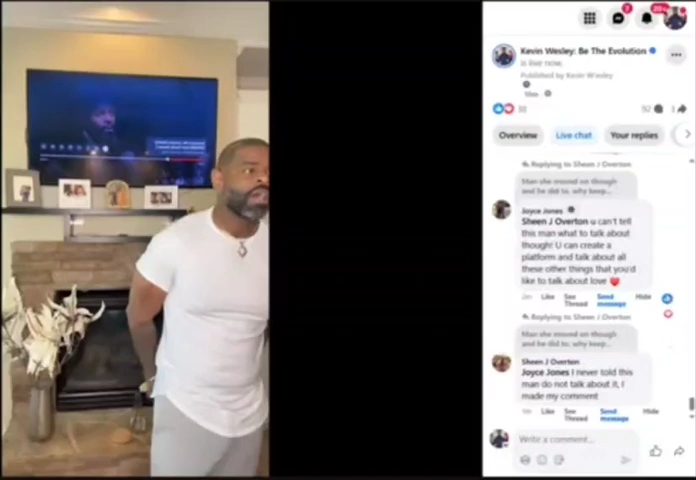 Kevin Wesley: Be The Evolution
is live now.
Published by Kevin Wesley
Overview
Live chat
Your replies
Replying to Sheen J Overton
Man she moved on though
and he did to. why keep...
Joyce Jones
Sheen J Overton u can't tell
this man what to talk about
though! U can create a
platform and talk about all
these other things that you'd
like to talk about love
2m Like See Thread Send message Hide
Replying to Sheen J Overton
Man she moved on though
and he did to. why keep...
Sheen J Overton
Joyce Jones I never told this
man do not talk about it, I
made my comment
Like See Thread Send message Hide
Write a comment...